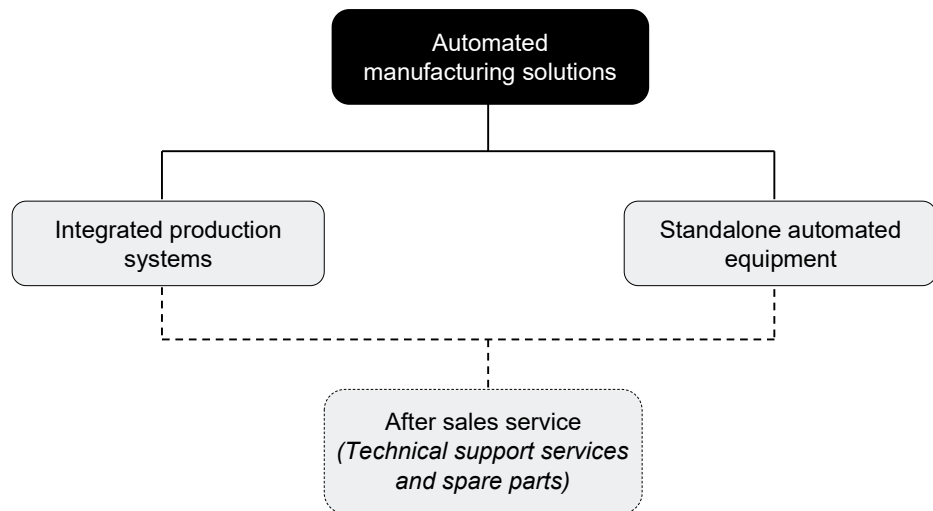 Automated
manufacturing solutions
Integrated production
systems
Standalone automated
equipment
After sales service
(Technical support services
and spare parts)